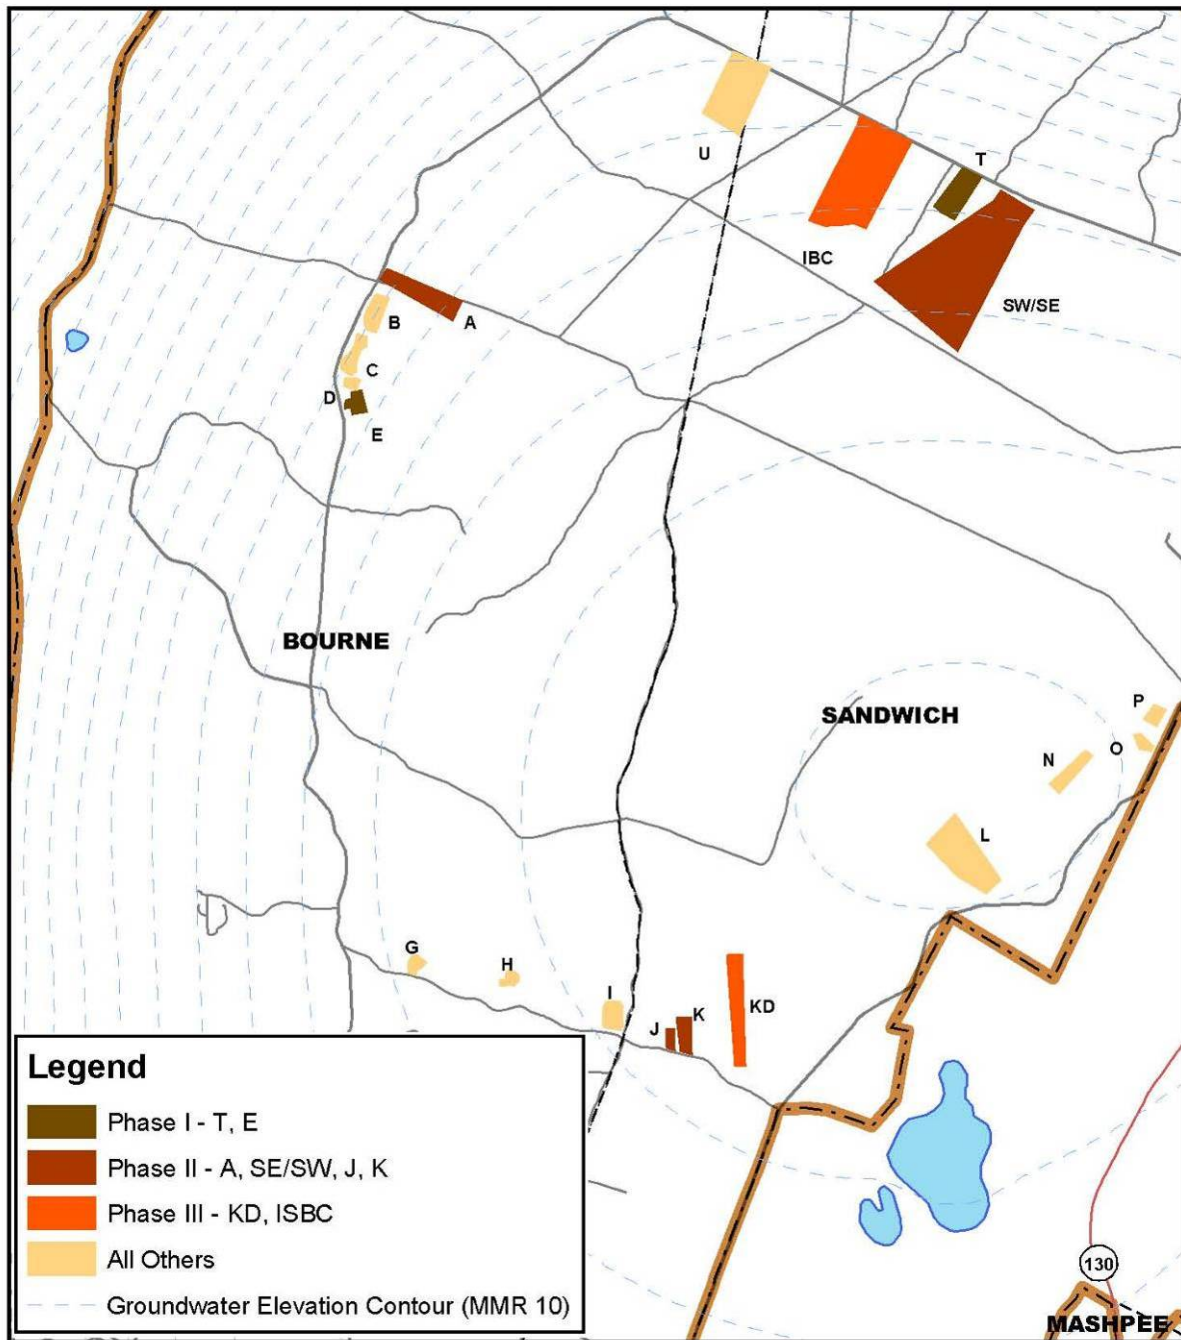 U
T
IBC
SW/SE
B
A
C
D
E
BOURNE
SANDWICH
P
O
N
L
G
H
I
J
K
KD
Legend
Phase I - T, E
Phase II - A, SE/SW, J, K
Phase III - KD, ISBC
All Others
Groundwater Elevation Contour (MMR 10)
130
MASHPEE